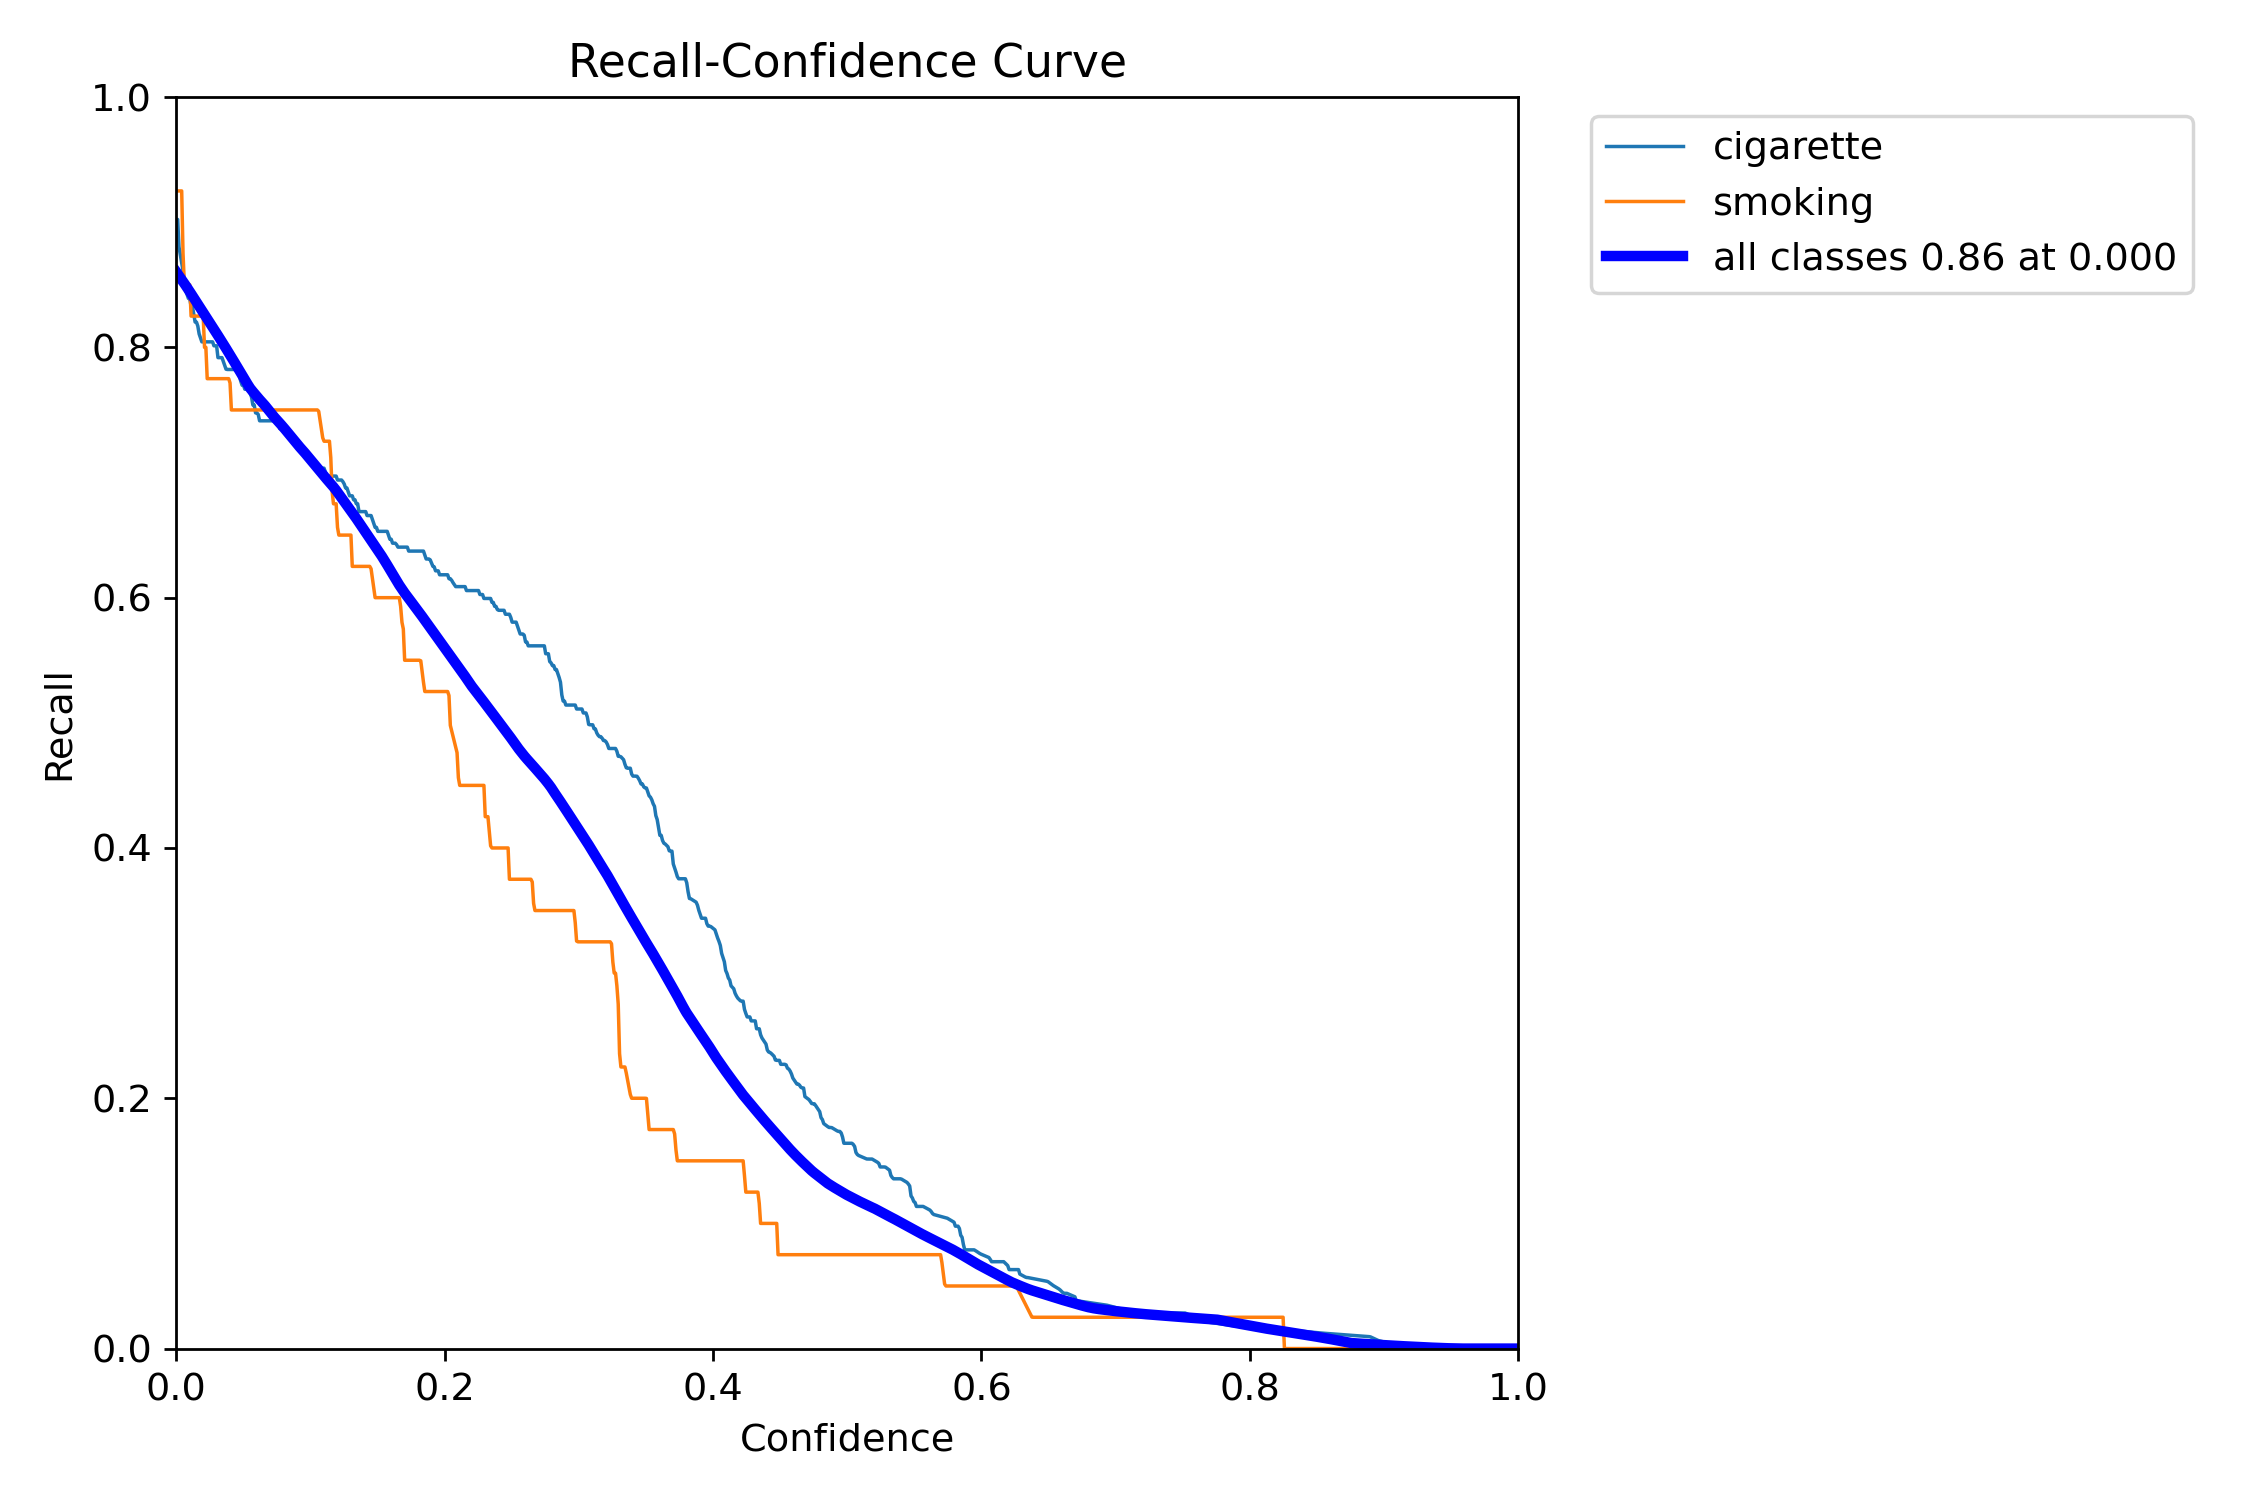 Recall-Confidence Curve
1.0
0.8
0.6
0.4
0.2
0.0
Recall
0.0 0.2 0.4 0.6 0.8 1.0
Confidence
cigarette
smoking
all classes 0.86 at 0.000